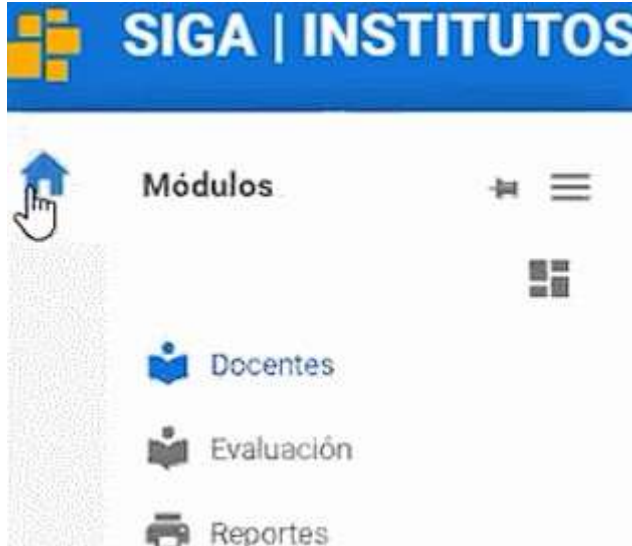 SIGA | INSTITUTOS
Módulos
Docentes
Evaluación
Reportes